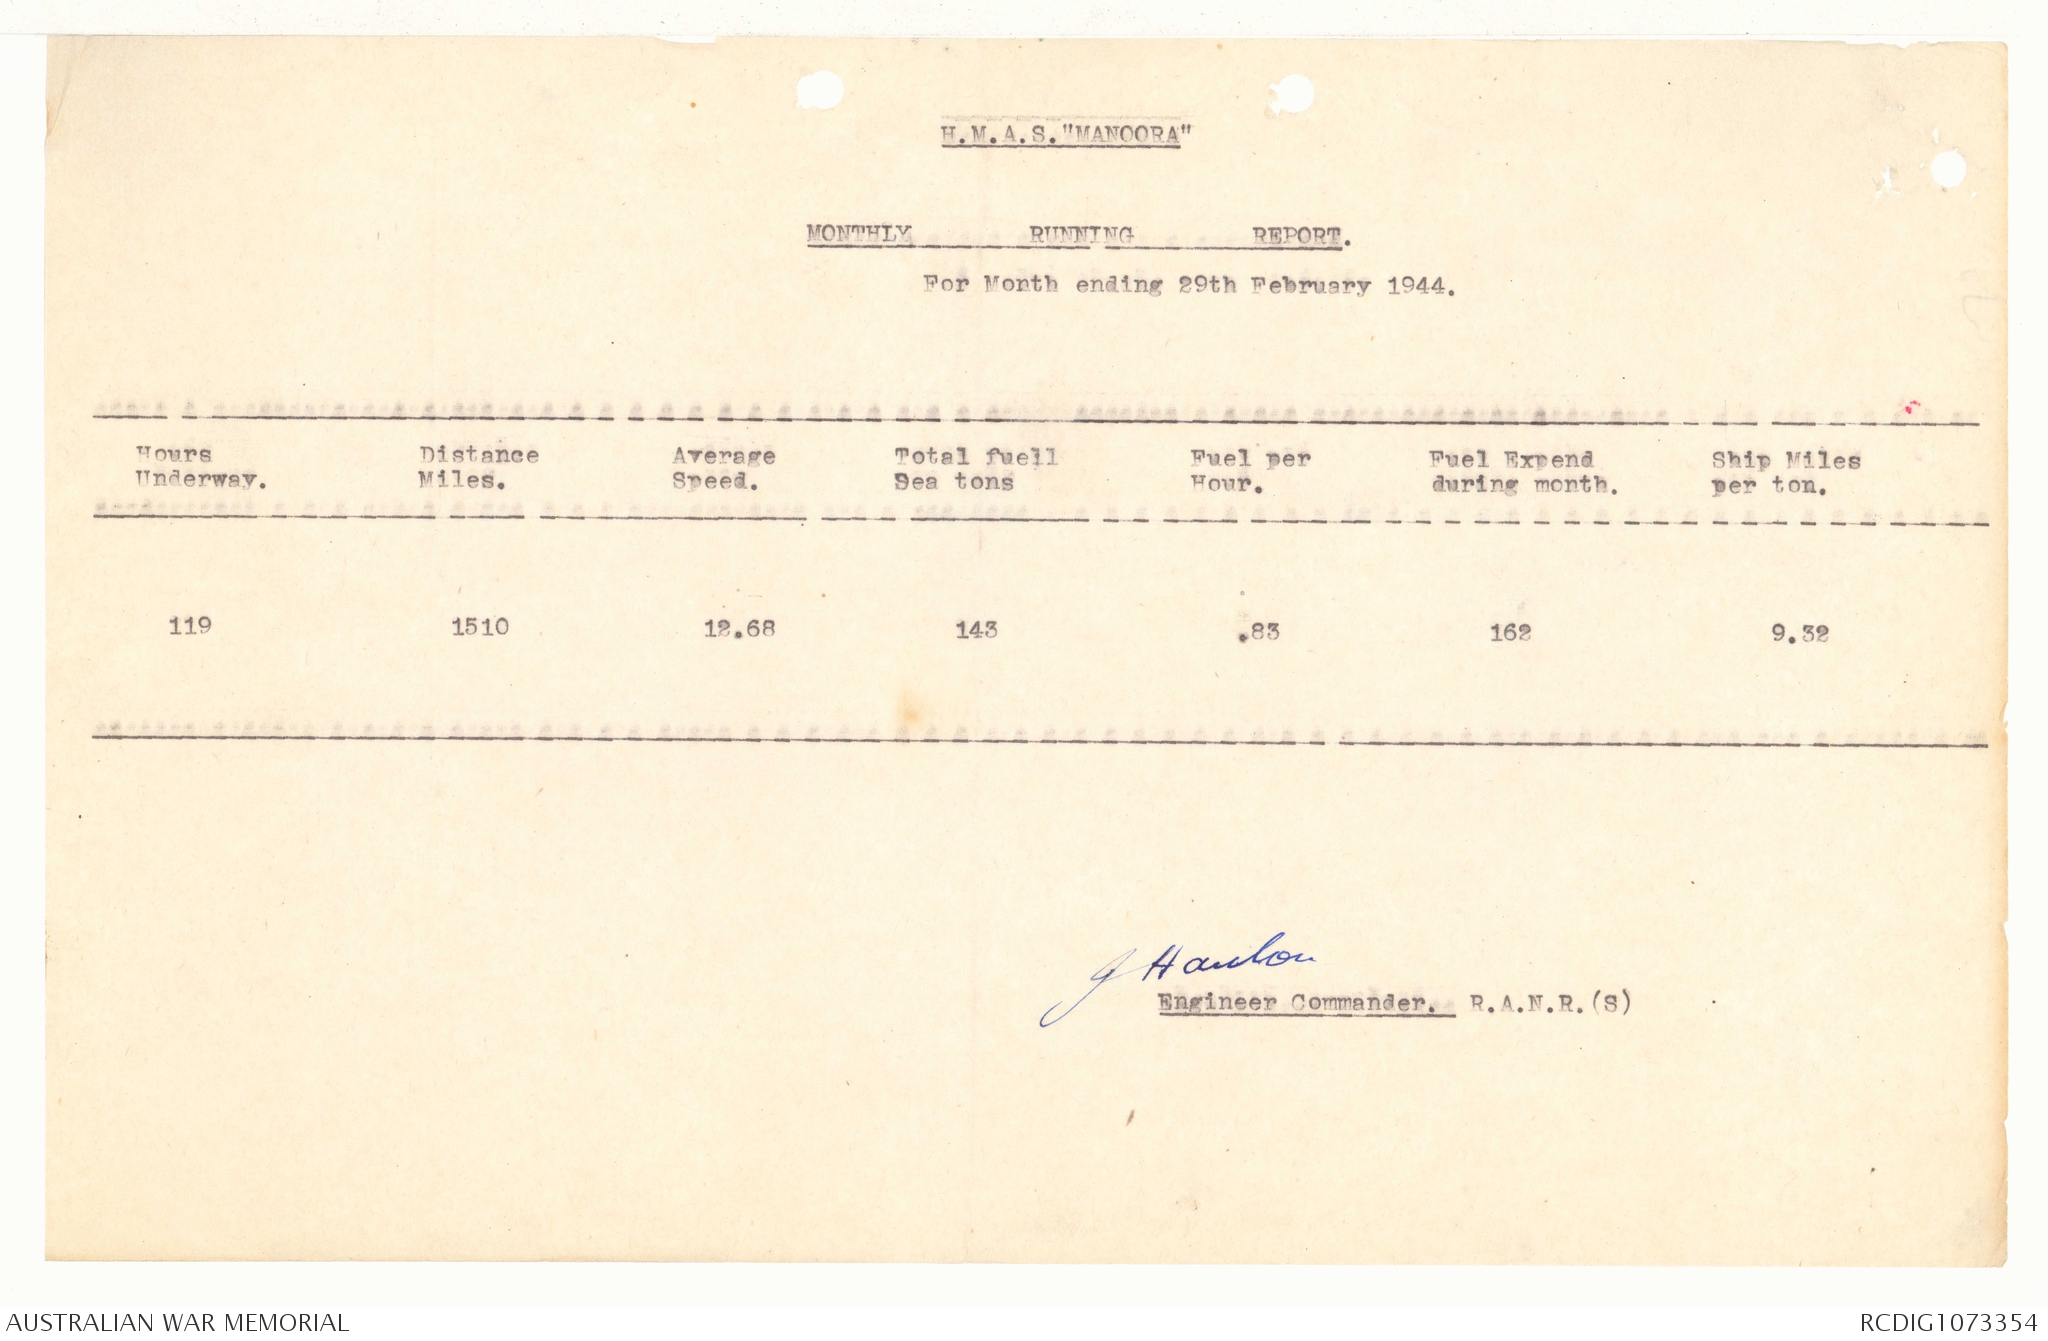 H.M.A.S."MANOORA"
MONTHLY RUNNING REPORT.
For Month ending 29th February 1944.
Hours Distance Average Total fuell Fuel per Fuel Expend Ship Miles
Underway. Miles. Speed. Sea tons Hour. during month. per ton.
119 1510 12.68 143 .83 162 9.32
J Hanlon
Engineer Commander. R.A.N.R.(S)
AUSTRALIAN WAR MEMORIAL RCDIG1073354